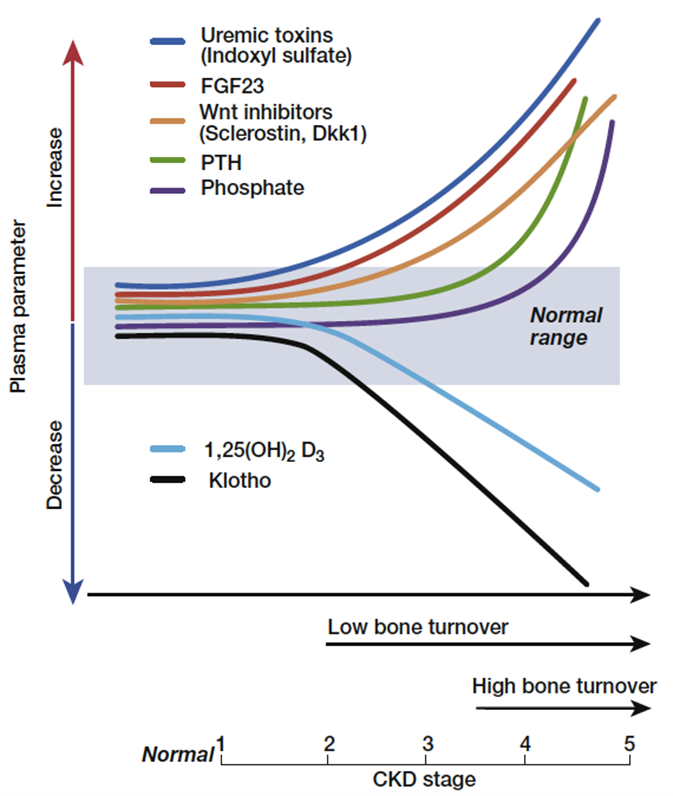 Uremic toxins
(Indoxyl sulfate)
FGF23
Wnt inhibitors
(Sclerostin, Dkk1)
PTH
Phosphate
Increase
Plasma parameter
Decrease
Normal
range
1,25(OH)₂ D₃
Klotho
Low bone turnover
High bone turnover
Normal 1 2 3 4 5
CKD stage